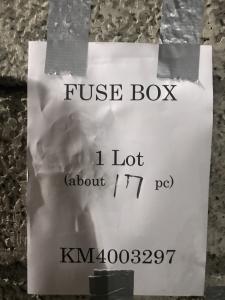 FUSE BOX
1 Lot
(about 17 pc)
KM4003297